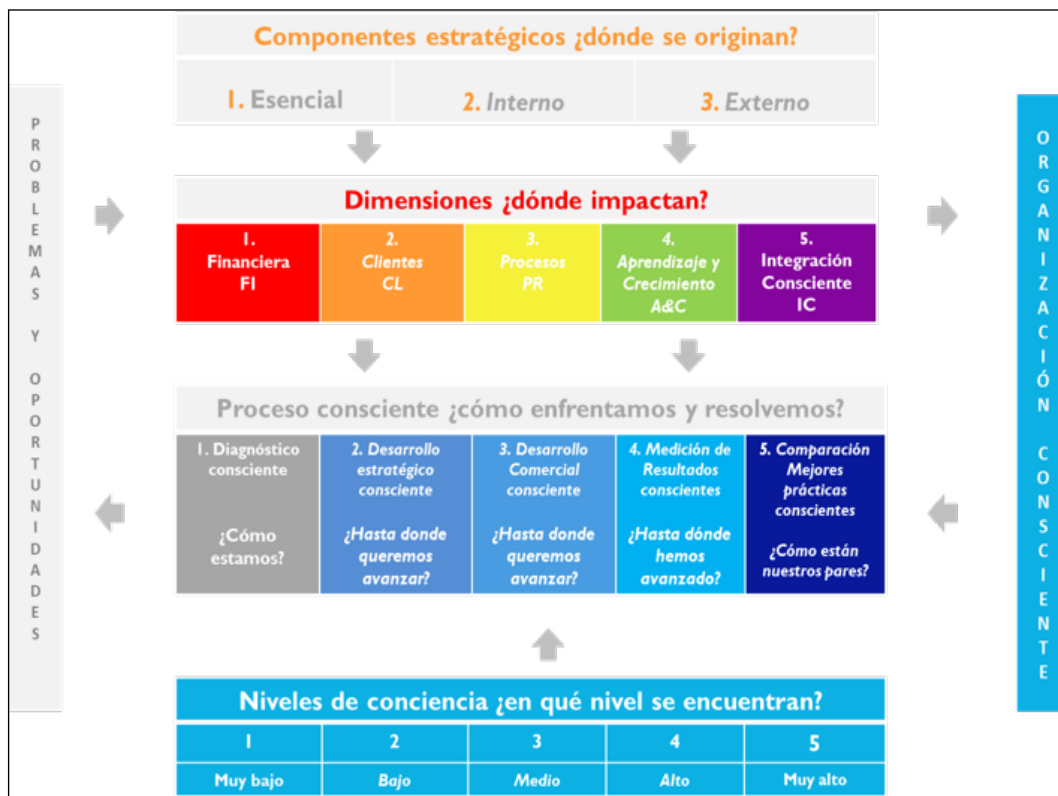 Componentes estratégicos ¿dónde se originan?
1. Esencial
2. Interno
3. Externo
PROBLEMAS Y OPORTUNIDADES
ORGANIZACIÓN CONSCIENTE
Dimensiones ¿dónde impactan?
1.
Financiera
FI
2.
Clientes
CL
3.
Procesos
PR
4.
Aprendizaje y
Crecimiento
A&C
5.
Integración
Consciente
IC
Proceso consciente ¿cómo enfrentamos y resolvemos?
1. Diagnóstico
consciente
¿Cómo
estamos?
2. Desarrollo
estratégico
consciente
¿Hasta donde
queremos
avanzar?
3. Desarrollo
Comercial
consciente
¿Hasta donde
queremos
avanzar?
4. Medición de
Resultados
conscientes
¿Hasta dónde
hemos
avanzado?
5. Comparación
Mejores
prácticas
conscientes
¿Cómo están
nuestros pares?
Niveles de conciencia ¿en qué nivel se encuentran?
1
2
3
4
5
Muy bajo
Bajo
Medio
Alto
Muy alto